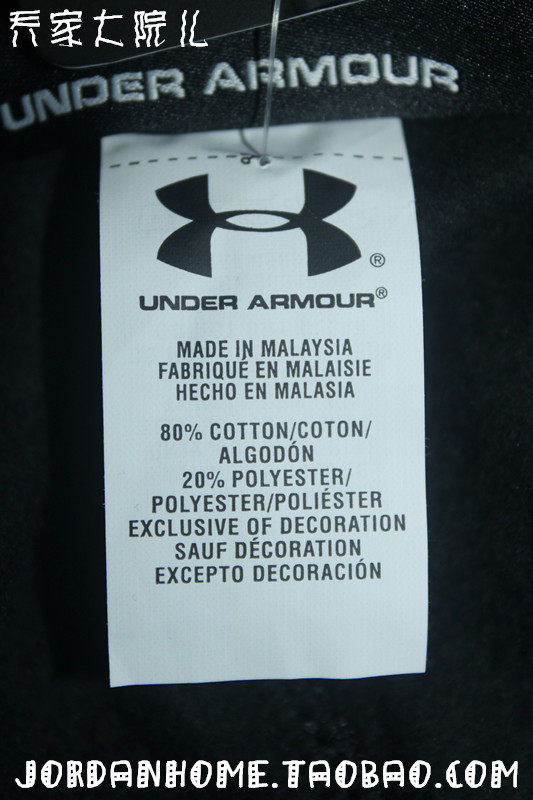 乔家大院儿
UNDER ARMOUR
UNDER ARMOUR®
MADE IN MALAYSIA
FABRIQUÉ EN MALAISIE
HECHO EN MALASIA
80% COTTON/COTON/
ALGODÓN
20% POLYESTER/
POLYESTER/POLIÉSTER
EXCLUSIVE OF DECORATION
SAUF DÉCORATION
EXCEPTO DECORACIÓN
JORDANHOME.TAOBAO.COM